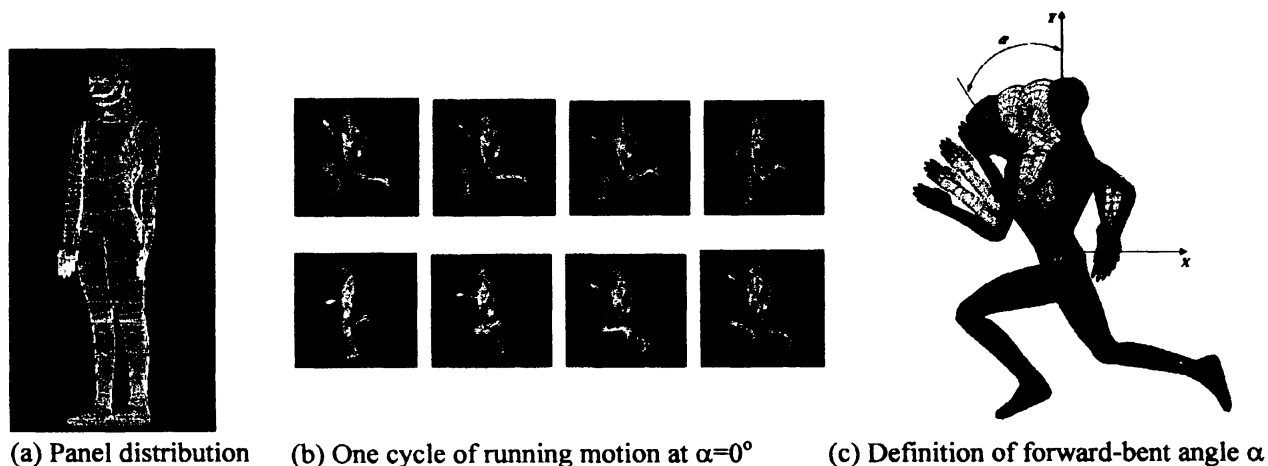 Y
α
X
(a) Panel distribution
(b) One cycle of running motion at α=0°
(c) Definition of forward-bent angle α